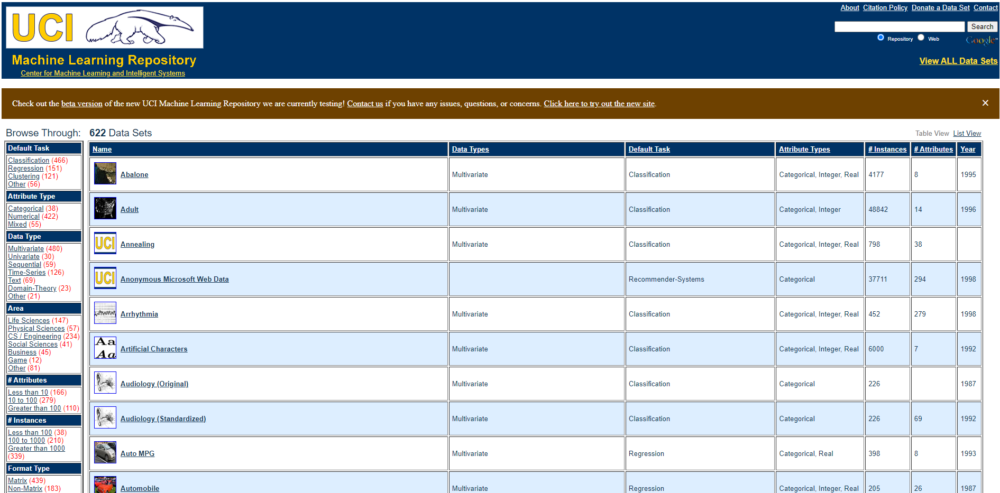 UCI
Machine Learning Repository
Center for Machine Learning and Intelligent Systems
About Citation Policy Donate a Data Set Contact
Search
Repository Web Google™
View ALL Data Sets
Check out the beta version of the new UCI Machine Learning Repository we are currently testing! Contact us if you have any issues, questions, or concerns. Click here to try out the new site. ×
Browse Through:
Default Task
Classification (466)
Regression (151)
Clustering (121)
Other (56)
Attribute Type
Categorical (38)
Numerical (422)
Mixed (55)
Data Type
Multivariate (480)
Univariate (30)
Sequential (59)
Time-Series (126)
Text (69)
Domain-Theory (23)
Other (21)
Area
Life Sciences (147)
Physical Sciences (57)
CS / Engineering (234)
Social Sciences (41)
Business (45)
Game (12)
Other (81)
# Attributes
Less than 10 (166)
10 to 100 (279)
Greater than 100 (110)
# Instances
Less than 100 (38)
100 to 1000 (210)
Greater than 1000
(339)
Format Type
Matrix (439)
Non-Matrix (183)
622 Data Sets
Table View List View
Name Data Types Default Task Attribute Types # Instances # Attributes Year
Abalone Multivariate Classification Categorical, Integer, Real 4177 8 1995
Adult Multivariate Classification Categorical, Integer 48842 14 1996
UCI Annealing Multivariate Classification Categorical, Integer, Real 798 38
UCI Anonymous Microsoft Web Data Recommender-Systems Categorical 37711 294 1998
Arrhythmia Multivariate Classification Categorical, Integer, Real 452 279 1998
Aa
Aa
Artificial Characters Multivariate Classification Categorical, Integer, Real 6000 7 1992
Audiology (Original) Multivariate Classification Categorical 226 1987
Audiology (Standardized) Multivariate Classification Categorical 226 69 1992
Auto MPG Multivariate Regression Categorical, Real 398 8 1993
Automobile Multivariate Regression Categorical, Integer, Real 205 26 1987